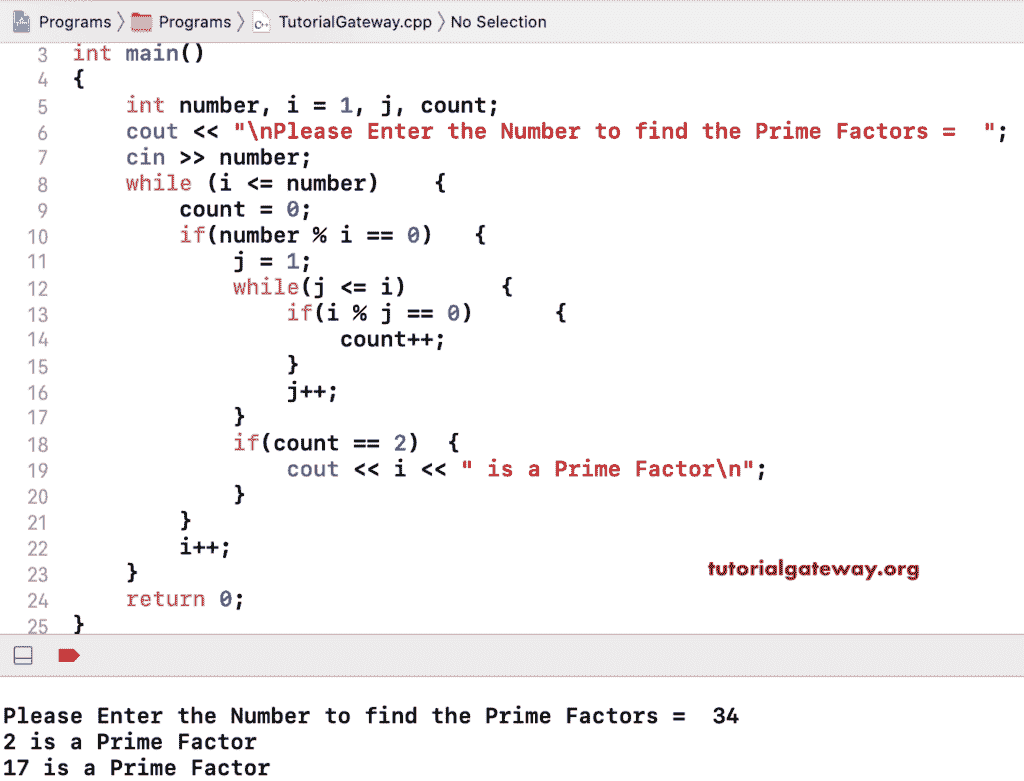 Programs > Programs > TutorialGateway.cpp > No Selection
3 int main()
4 {
5     int number, i = 1, j, count;
6     cout << "\nPlease Enter the Number to find the Prime Factors =  ";
7     cin >> number;
8     while (i <= number)    {
9         count = 0;
10         if(number % i == 0)   {
11             j = 1;
12             while(j <= i)       {
13                 if(i % j == 0)      {
14                     count++;
15                 }
16                 j++;
17             }
18             if(count == 2)  {
19                 cout << i << " is a Prime Factor\n";
20             }
21         }
22         i++;
23     }
tutorialgateway.org
24     return 0;
25 }
Please Enter the Number to find the Prime Factors =  34
2 is a Prime Factor
17 is a Prime Factor